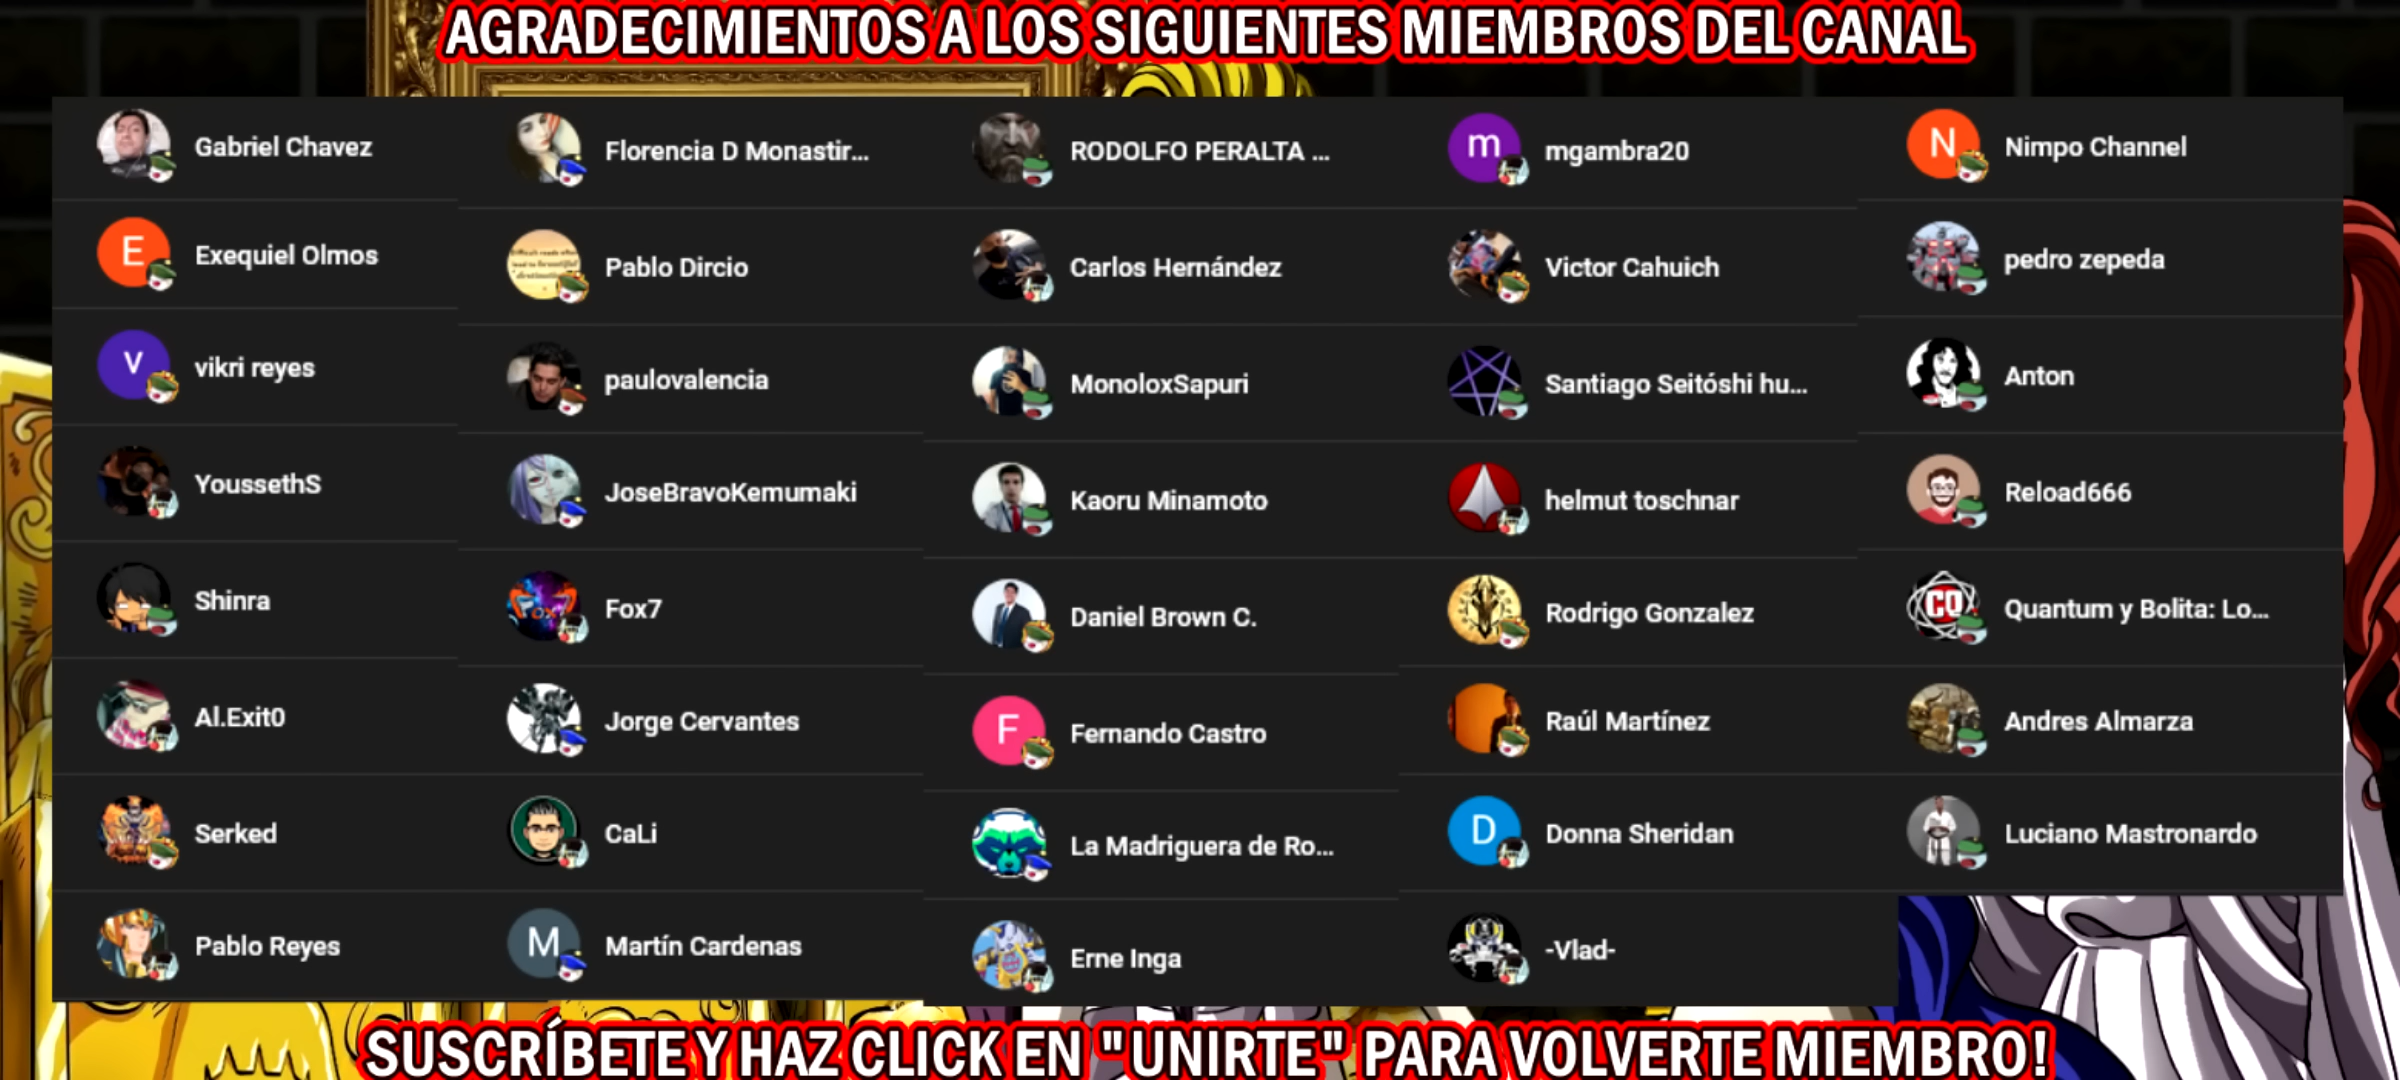 AGRADECIMIENTOS A LOS SIGUIENTES MIEMBROS DEL CANAL
Gabriel Chavez
Exequiel Olmos
vikri reyes
YoussethS
Shinra
Al.Exit0
Serked
Pablo Reyes
Florencia D Monastir...
Pablo Dircio
paulovalencia
JoseBravoKemumaki
Fox7
Jorge Cervantes
CaLi
Martín Cardenas
RODOLFO PERALTA ...
Carlos Hernández
MonoloxSapuri
Kaoru Minamoto
Daniel Brown C.
Fernando Castro
La Madriguera de Ro...
Erne Inga
mgambra20
Victor Cahuich
Santiago Seitóshi hu...
helmut toschnar
Rodrigo Gonzalez
Raúl Martínez
Donna Sheridan
-Vlad-
Nimpo Channel
pedro zepeda
Anton
Reload666
Quantum y Bolita: Lo...
Andres Almarza
Luciano Mastronardo
SUSCRÍBETE Y HAZ CLICK EN "UNIRTE" PARA VOLVERTE MIEMBRO!